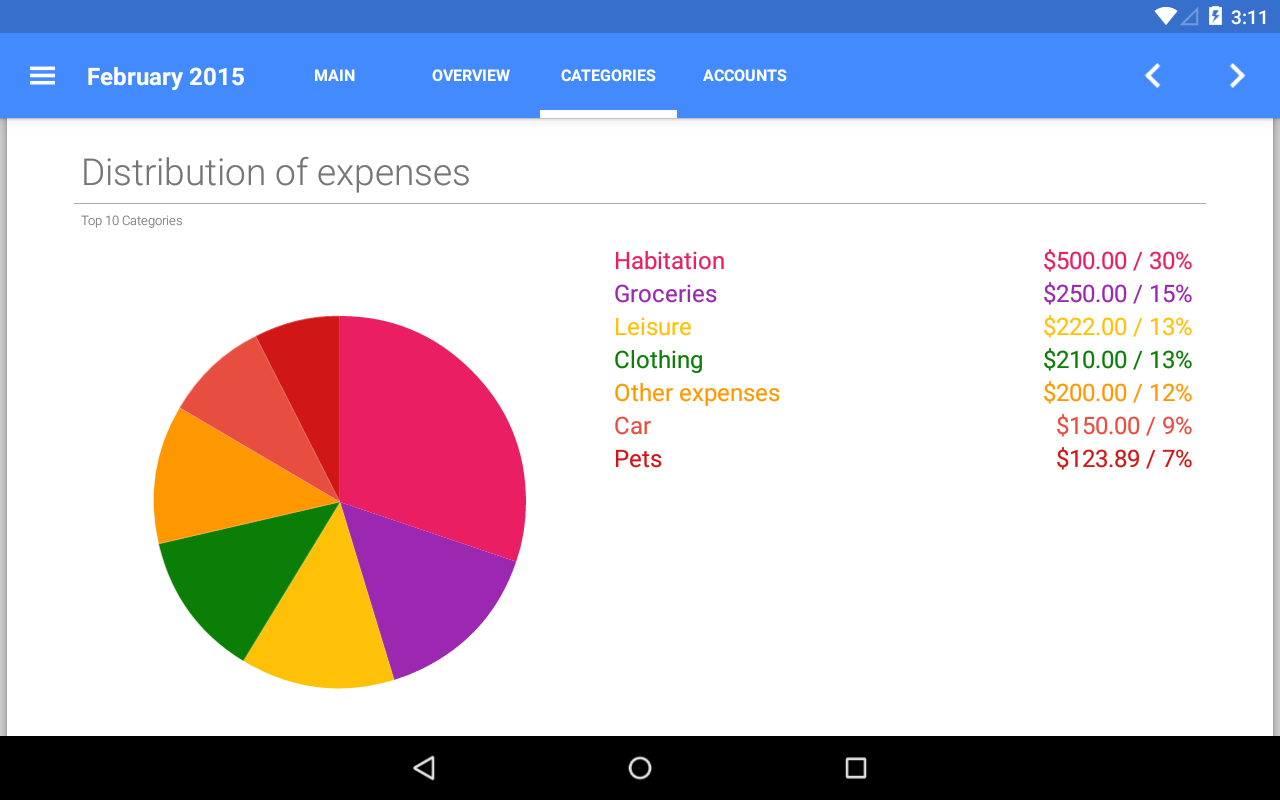 3:11
February 2015 MAIN OVERVIEW CATEGORIES ACCOUNTS
Distribution of expenses
Top 10 Categories
Habitation $500.00 / 30%
Groceries $250.00 / 15%
Leisure $222.00 / 13%
Clothing $210.00 / 13%
Other expenses $200.00 / 12%
Car $150.00 / 9%
Pets $123.89 / 7%